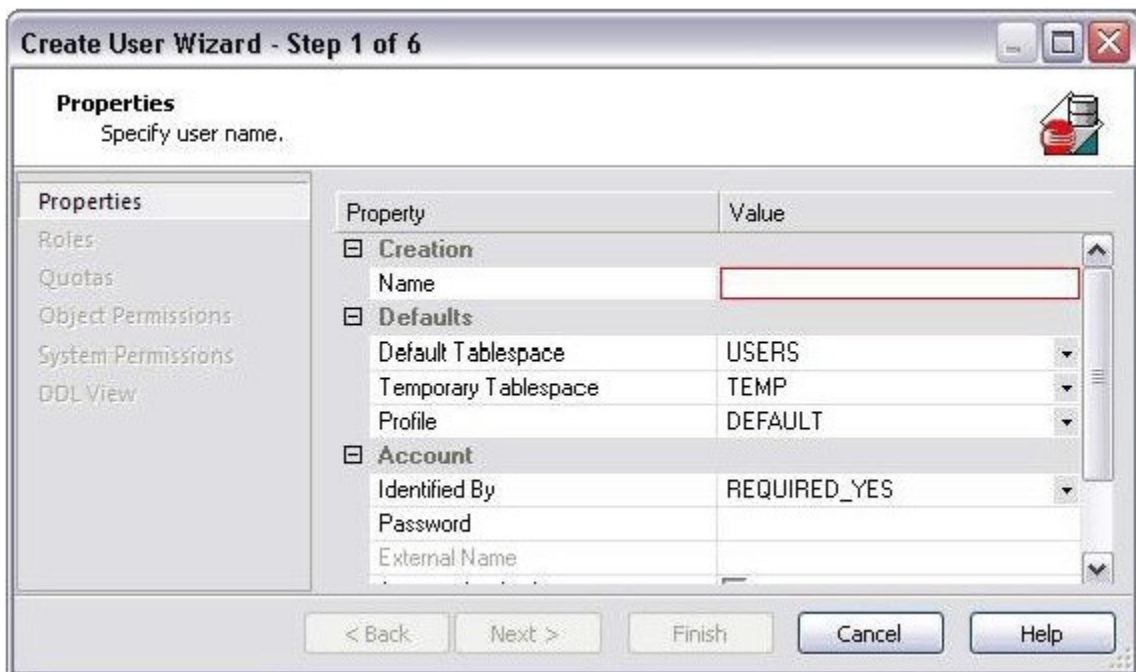 Create User Wizard - Step 1 of 6
Properties
Specify user name.
Properties
Roles
Quotas
Object Permissions
System Permissions
DDL View
Property Value
Creation
Name
Defaults
Default Tablespace USERS
Temporary Tablespace TEMP
Profile DEFAULT
Account
Identified By REQUIRED_YES
Password
External Name
< Back Next > Finish Cancel Help